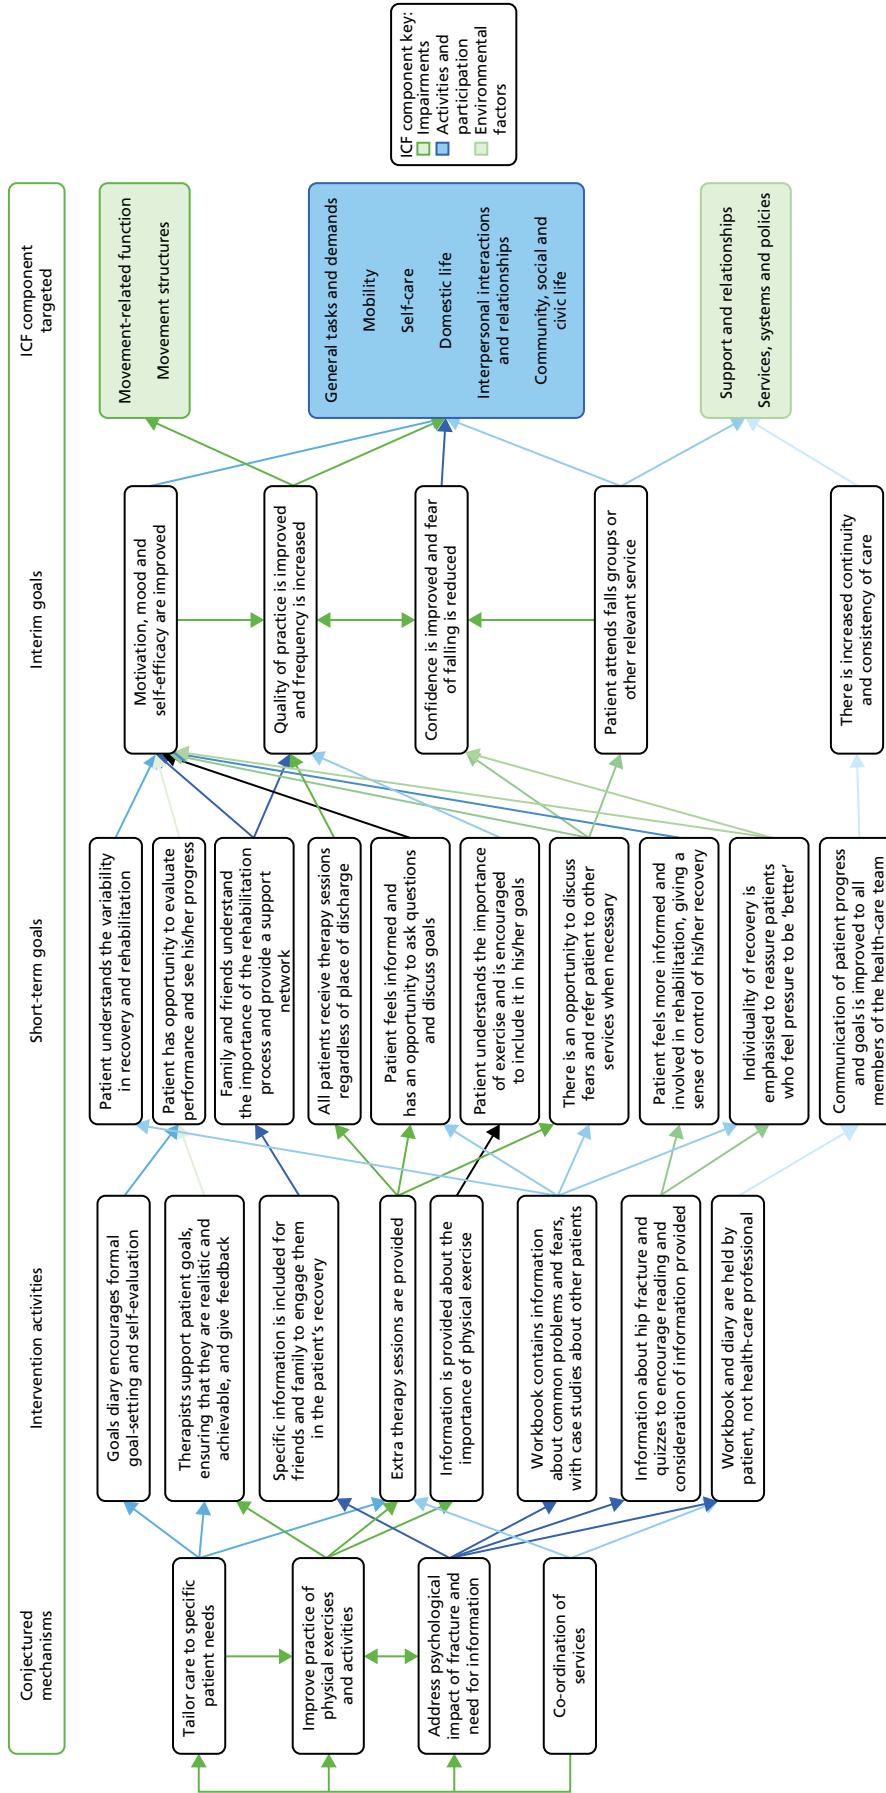 Conjectured
mechanisms
Intervention activities
Short-term goals
Interim goals
ICF component
targeted
Tailor care to specific
patient needs
Improve practice of
physical exercises
and activities
Address psychological
impact of fracture and
need for information
Co-ordination of
services
Goals diary encourages formal
goal-setting and self-evaluation
Therapists support patient goals,
ensuring that they are realistic and
achievable, and give feedback
Specific information is included for
friends and family to engage them
in the patient’s recovery
Extra therapy sessions are provided
Information is provided about the
importance of physical exercise
Workbook contains information
about common problems and fears,
with case studies about other patients
Information about hip fracture and
quizzes to encourage reading and
consideration of information provided
Workbook and diary are held by
patient, not health-care professional
Patient understands the variability
in recovery and rehabilitation
Patient has opportunity to evaluate
performance and see his/her progress
Family and friends understand
the importance of the rehabilitation
process and provide a support
network
All patients receive therapy sessions
regardless of place of discharge
Patient feels informed and
has an opportunity to ask questions
and discuss goals
Patient understands the importance
of exercise and is encouraged
to include it in his/her goals
There is an opportunity to discuss
fears and refer patient to other
services when necessary
Patient feels more informed and
involved in rehabilitation, giving a
sense of control of his/her recovery
Individuality of recovery is
emphasised to reassure patients
who feel pressure to be ‘better’
Communication of patient progress
and goals is improved to all
members of the health-care team
Motivation, mood and
self-efficacy are improved
Quality of practice is improved
and frequency is increased
Confidence is improved and fear
of falling is reduced
Patient attends falls groups or
other relevant service
There is increased continuity
and consistency of care
Movement-related function
Movement structures
General tasks and demands
Mobility
Self-care
Domestic life
Interpersonal interactions
and relationships
Community, social and
civic life
Support and relationships
Services, systems and policies
ICF component key:
Impairments
Activities and
participation
Environmental
factors